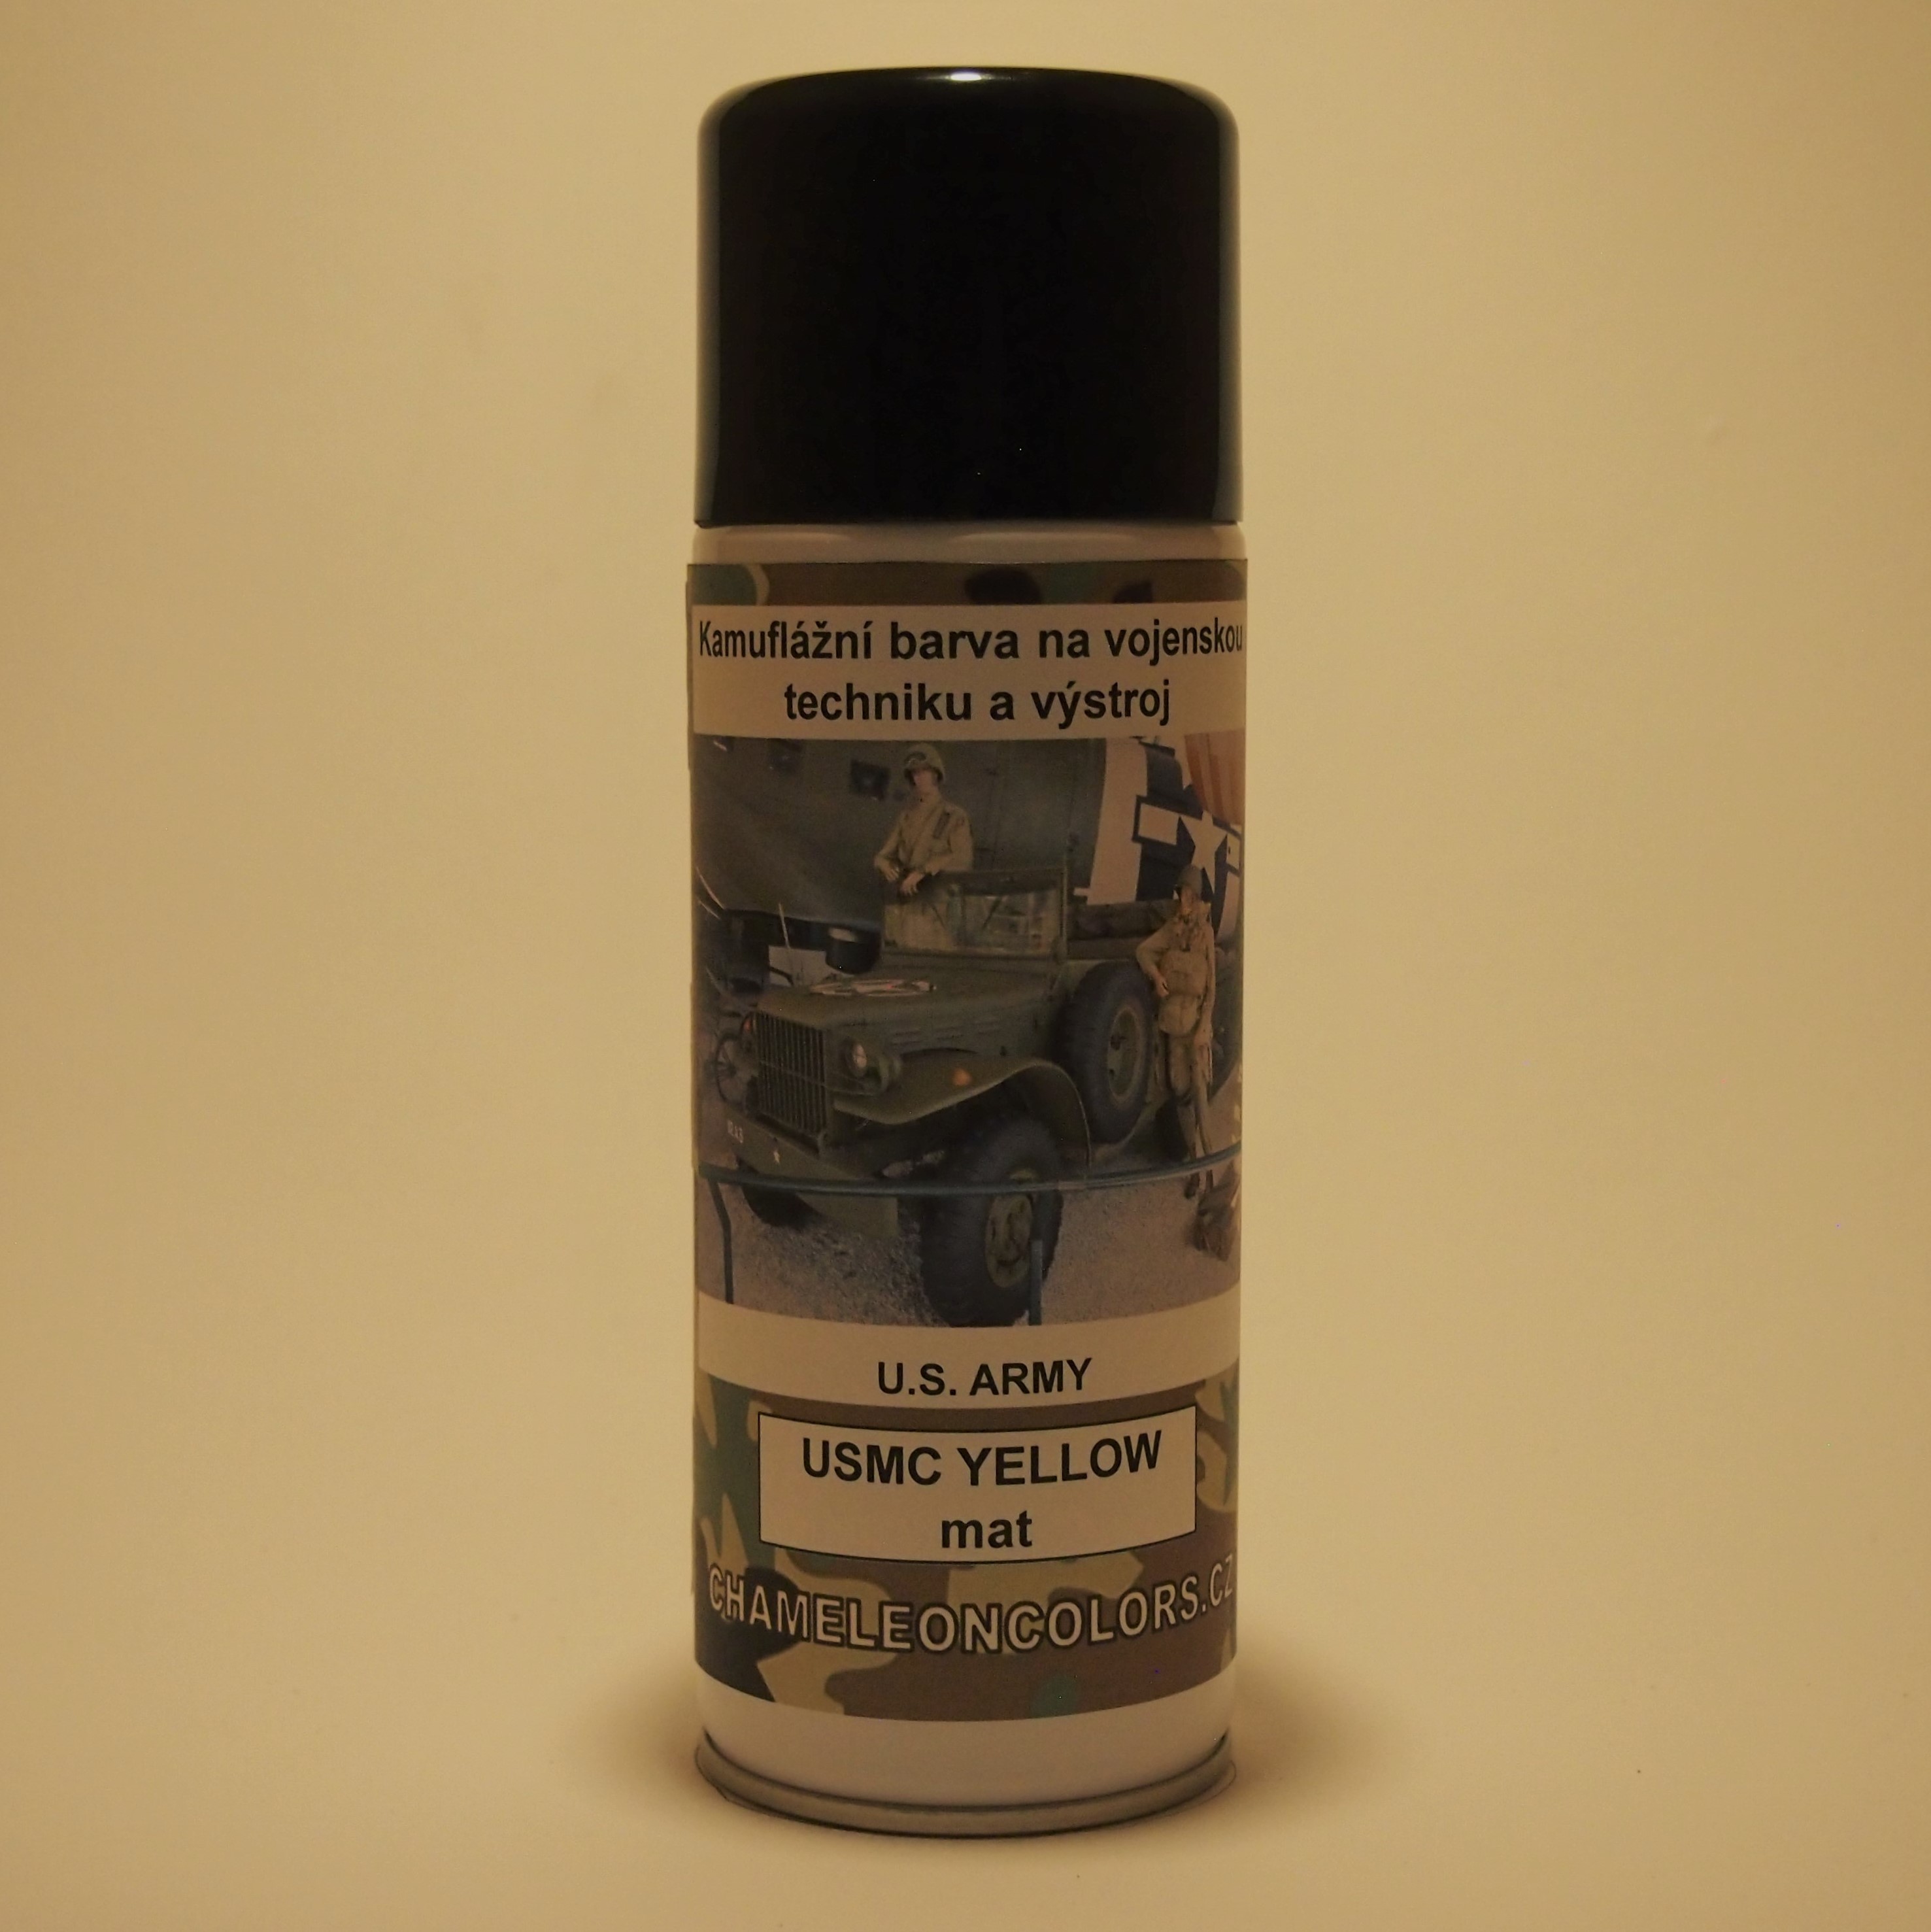 Kamuflážní barva na vojenskou
techniku a výstroj
U.S. ARMY
USMC YELLOW
mat
CHAMELEONCOLORS.CZ